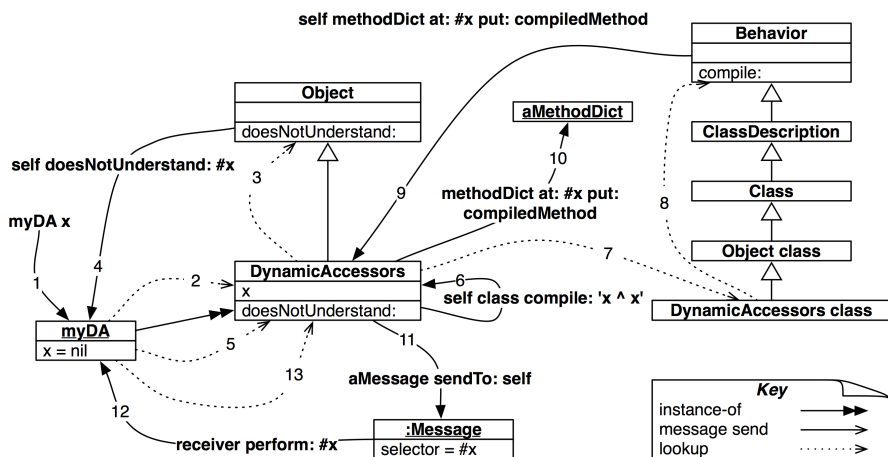 self methodDict at: #x put: compiledMethod
Behavior
compile:
Object
doesNotUnderstand:
aMethodDict
ClassDescription
self doesNotUnderstand: #x
3
10
9
methodDict at: #x put:
compiledMethod
Class
8
myDA x
4
7
Object class
1
2
DynamicAccessors
x
doesNotUnderstand:
6
self class compile: 'x ^ x'
DynamicAccessors class
myDA
x = nil
5
11
13
aMessage sendTo: self
12
Key
instance-of
message send
lookup
:Message
selector = #x
receiver perform: #x